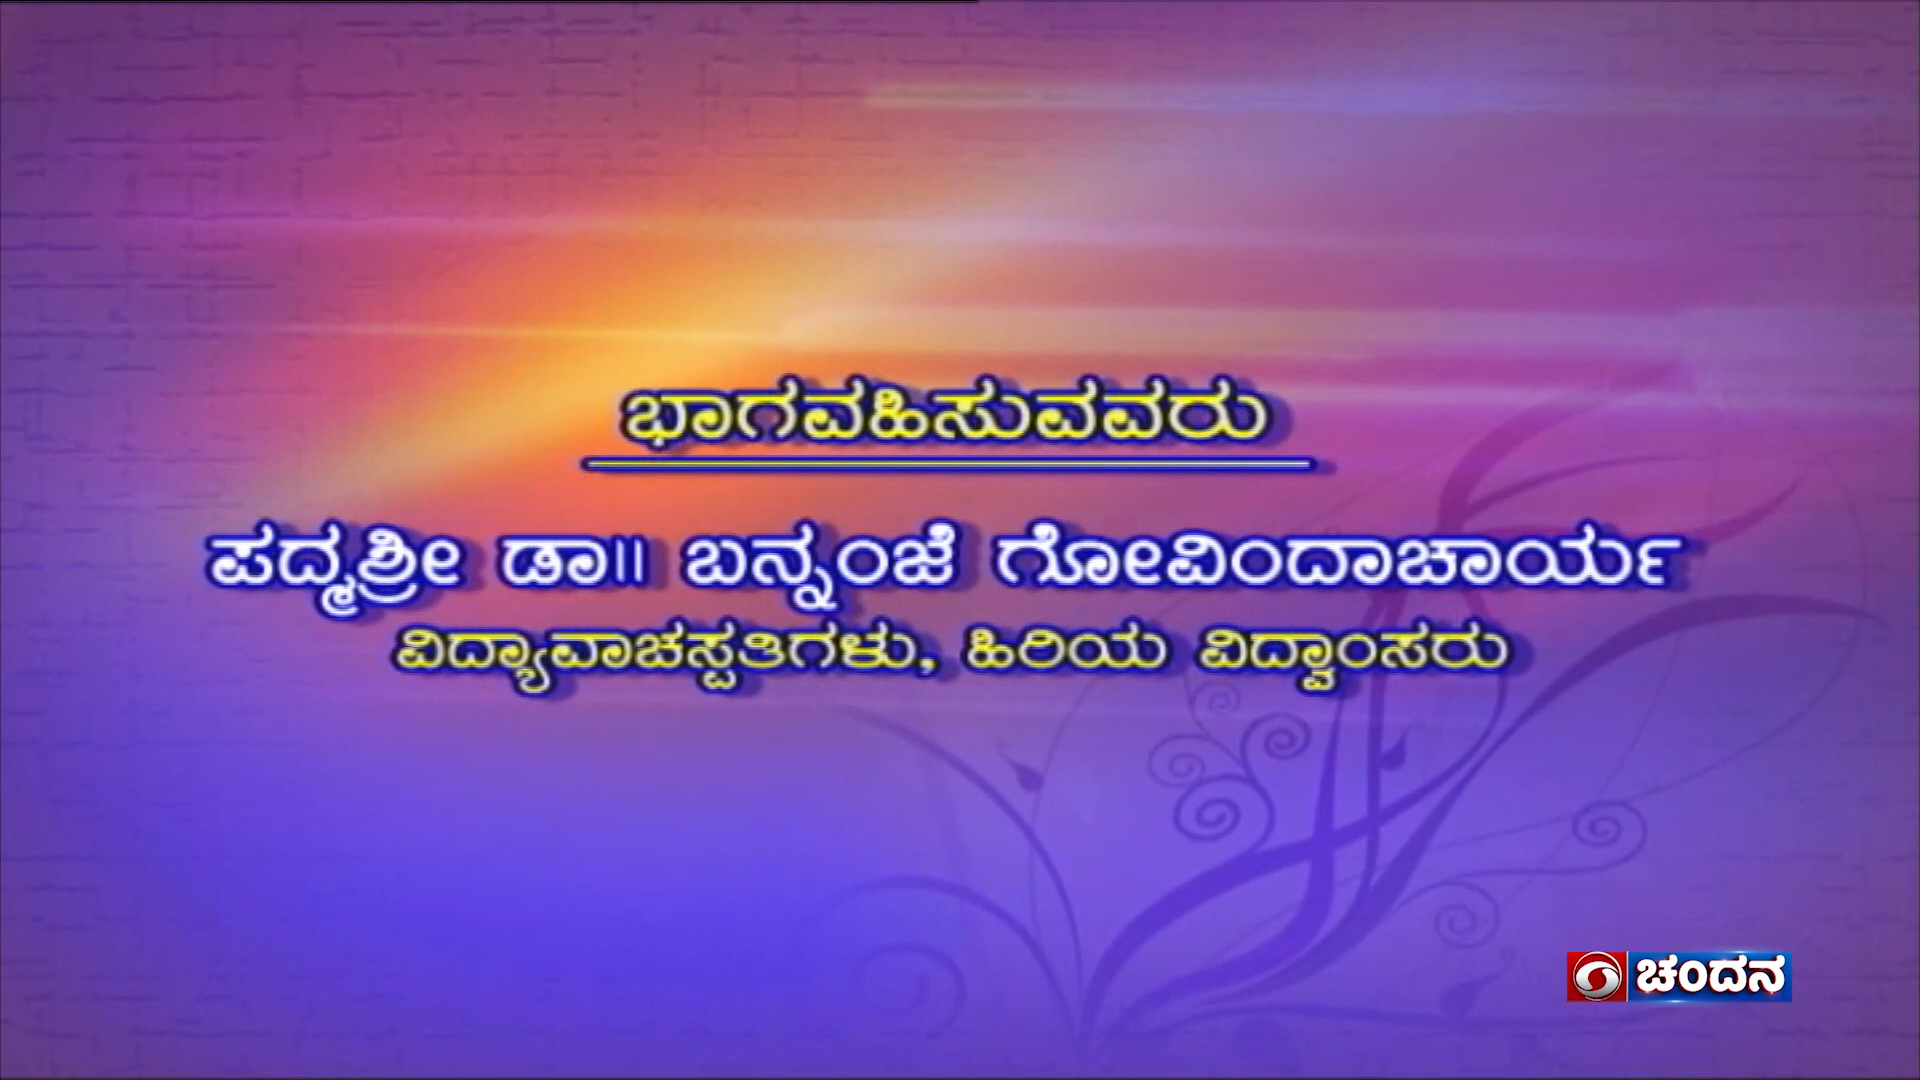 ಭಾಗವಹಿಸುವವರು
ಪದ್ಮಶ್ರೀ ಡಾ|| ಬನ್ನಂಜೆ ಗೋವಿಂದಾಚಾರ್ಯ
ವಿದ್ಯಾವಾಚಸ್ಪತಿಗಳು, ಹಿರಿಯ ವಿದ್ವಾಂಸರು
ಚಂದನ